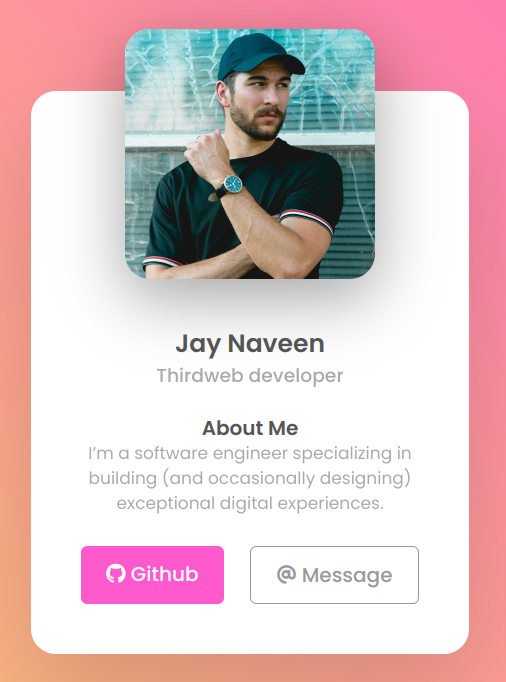 Jay Naveen
Thirdweb developer
About Me
I’m a software engineer specializing in
building (and occasionally designing)
exceptional digital experiences.
Github
@ Message